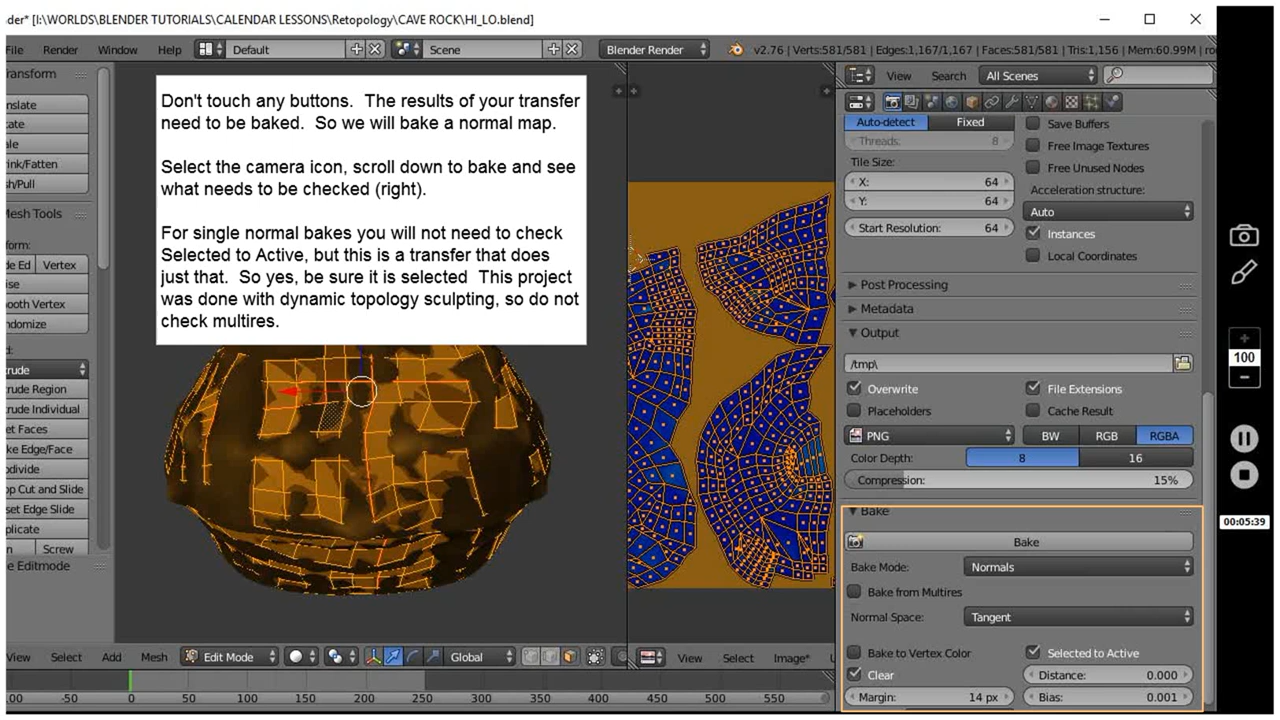 der* [I:\WORLDS\BLENDER TUTORIALS\CALENDAR LESSONS\Retopology\CAVE ROCK\HI_LO.blend]
File Render Window Help Default Scene Blender Render v2.76 | Verts:581/581 | Edges:1,167/1,167 | Faces:581/581 | Tris:1,156 | Mem:60.99M | ro
ransform
anslate
tate
ale
rink/Fatten
sh/Pull
Mesh Tools
form:
de Ed Vertex
ise
mooth Vertex
ndomize
d:
trude
rude Region
rude Individual
et Faces
ke Edge/Face
bdivide
op Cut and Slide
set Edge Slide
plicate
n Screw
e Editmode
Don't touch any buttons. The results of your transfer
need to be baked. So we will bake a normal map.
Select the camera icon, scroll down to bake and see
what needs to be checked (right).
For single normal bakes you will not need to check
Selected to Active, but this is a transfer that does
just that. So yes, be sure it is selected This project
was done with dynamic topology sculpting, so do not
check multires.
View Search All Scenes
Auto-detect Fixed
Threads: 8
Tile Size:
X: 64
Y: 64
Start Resolution: 64
Save Buffers
Free Image Textures
Free Unused Nodes
Acceleration structure:
Auto
Instances
Local Coordinates
Post Processing
Metadata
Output
/tmp\
Overwrite File Extensions
Placeholders Cache Result
PNG BW RGB RGBA
Color Depth: 8 16
Compression: 15%
Bake
Bake
Bake Mode: Normals
Bake from Multires
Normal Space: Tangent
Bake to Vertex Color Selected to Active
Clear Distance: 0.000
Margin: 14 px Bias: 0.001
View Select Add Mesh Edit Mode Global View Select Image* U
-100 -50 0 50 100 150 200 250 300 350 400 450 500 550
100
00:05:39